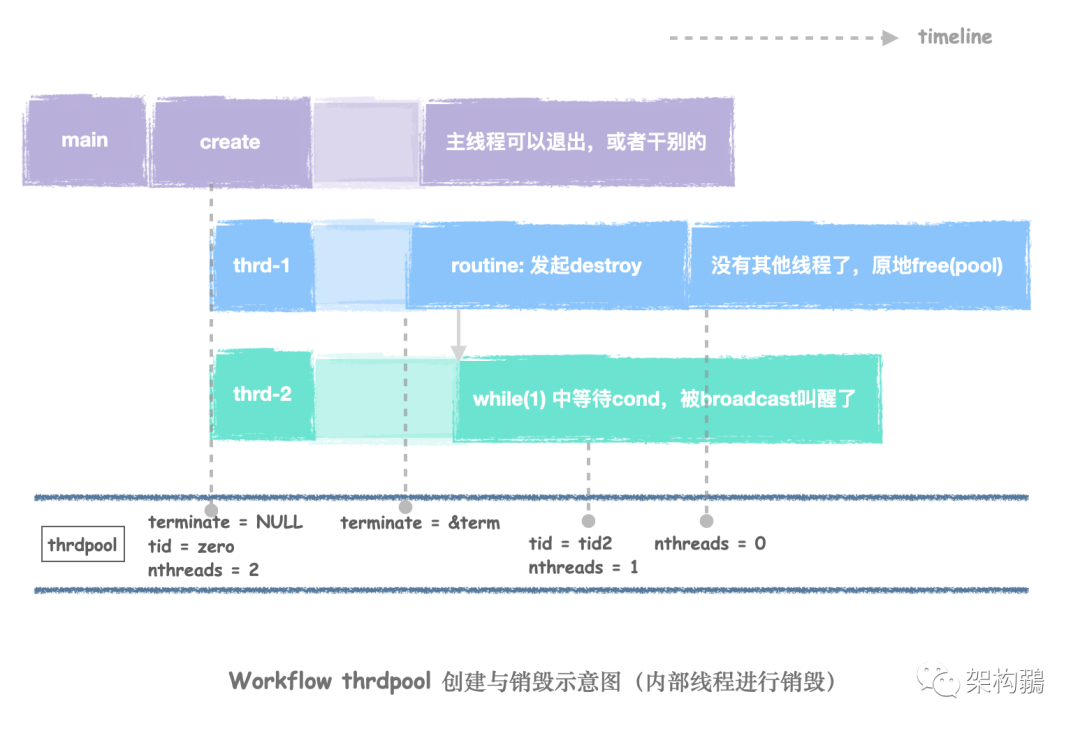 timeline
main
create
主线程可以退出，或者干别的
thrd-1
routine: 发起destroy
没有其他线程了，原地free(pool)
thrd-2
while(1) 中等待cond，被broadcast叫醒了
thrdpool
terminate = NULL
tid = zero
nthreads = 2
terminate = &term
tid = tid2
nthreads = 1
nthreads = 0
Workflow thrdpool 创建与销毁示意图（内部线程进行销毁）
架构鹅